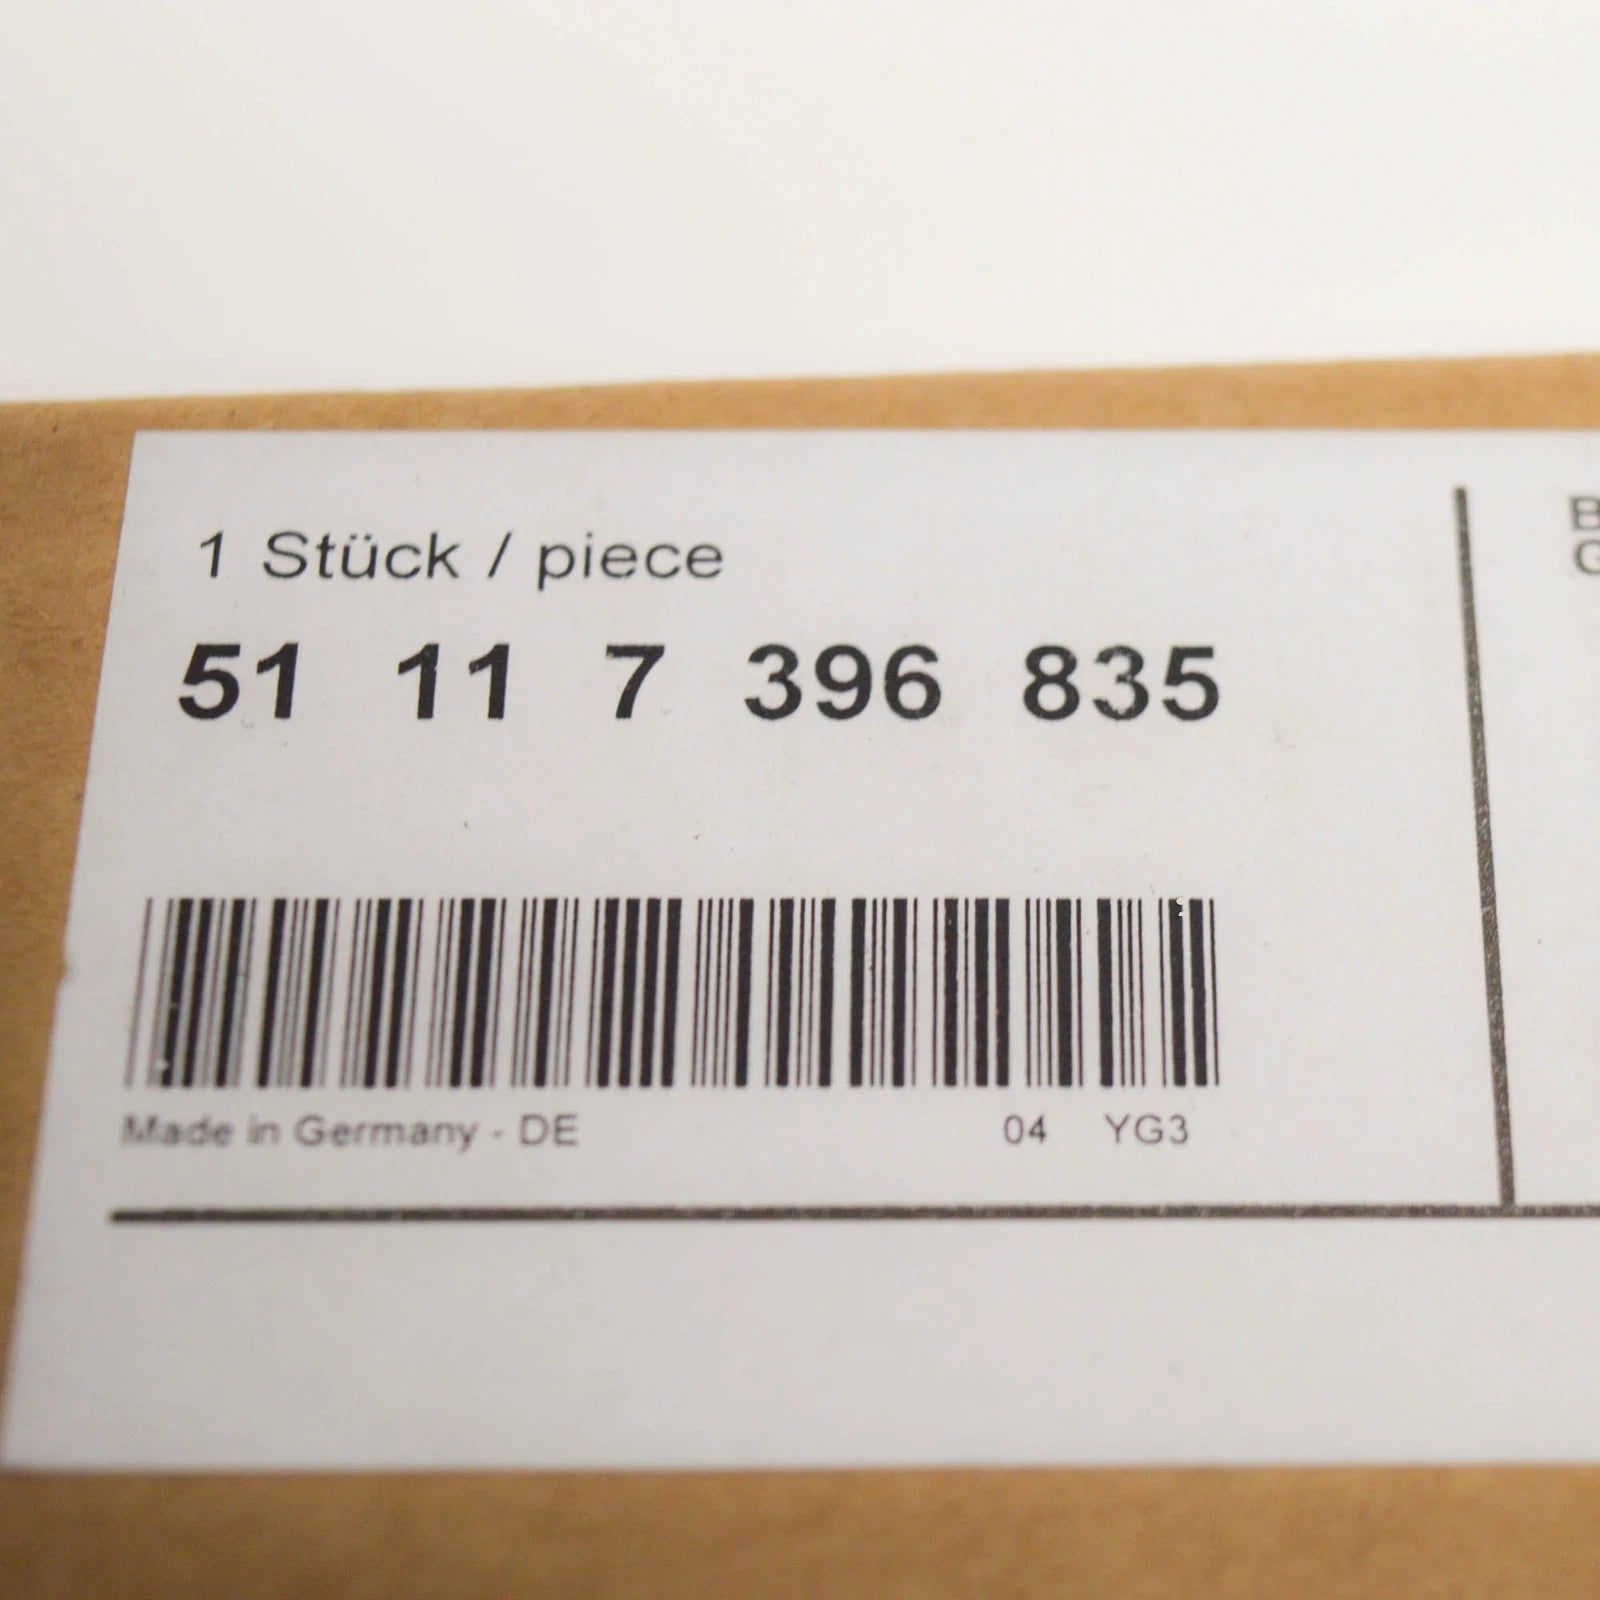 1 Stück / piece
51 11 7 396 835
Made in Germany - DE
04 YG3
B
G